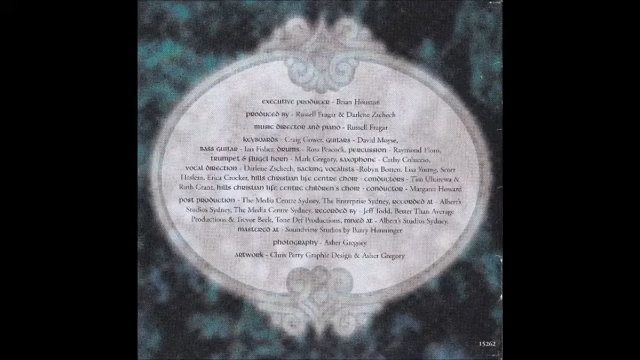 EXECUTIVE PRODUCER - Brian Houston
PRODUCED BY - Russell Fragar & Darlene Zschech
MUSIC DIRECTOR AND PIANO - Russell Fragar
KEYBOARDS - Craig Gower, GUITARS - David Moyse,
BASS GUITAR - Ian Fisher, DRUMS - Ross Peacock, PERCUSSION - Raymond Hons,
TRUMPET & FLUGEL HORN - Mark Gregory, SAXOPHONE - Cathy
VOCAL DIRECTION - Darlene Zschech, BACKING VOCALISTS -Robyn Botten, Lisa Young, Scott
Haslem, Erica Crocker, HILLS CHRISTIAN LIFE CENTRE CHOIR - CONDUCTORS - Tim Uluirewa &
Ruth Grant, HILLS CHRISTIAN LIFE CENTRE CHILDREN'S CHOIR - CONDUCTOR - Margaret Howard
POST PRODUCTION - The Media Centre Sydney, The Enterprise Sydney, RECORDED AT - Albert's
Studios Sydney, The Media Centre Sydney, RECORDED BY - Jeff Todd, Better Than Average
Productions & Trevor Beck, Tone Def Productions, MIXED AT - Albert's Studios Sydney,
MASTERED AT - Soundview Studios by
PHOTOGRAPHY - Asher Gregory
ARTWORK - Chris Perry Graphic Design & Asher Gregory
15262